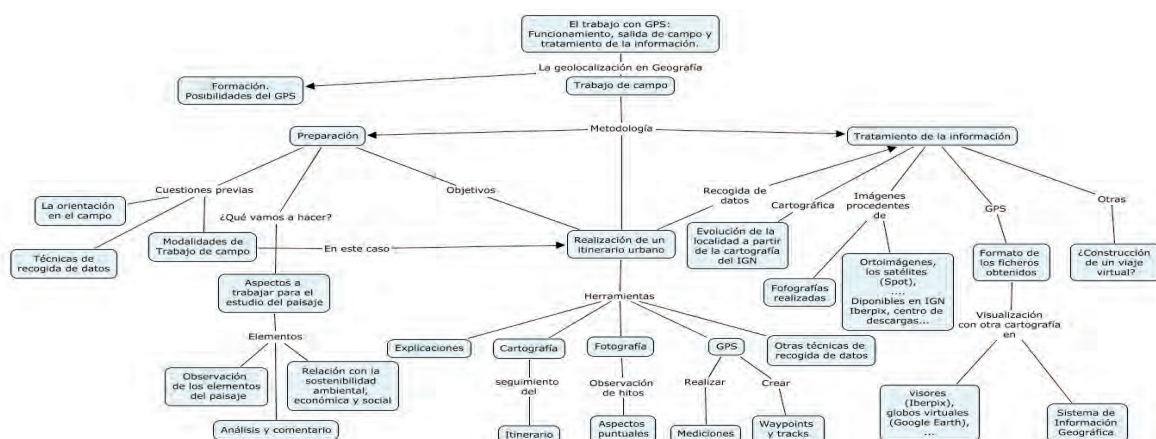 El trabajo con GPS:
Funcionamiento, salida de campo y
tratamiento de la información.
La geolocalización en Geografía
Formación.
Posibilidades del GPS
Trabajo de campo
Metodología
Preparación
Tratamiento de la información
Cuestiones previas
La orientación
en el campo
Técnicas de
recogida de datos
Modalidades de
Trabajo de campo
¿Qué vamos a hacer?
Objetivos
En este caso
Realización de un
itinerario urbano
Recogida de
datos
Cartográfica
Evolución de la
localidad a partir
de la cartografía
del IGN
Imágenes
procedentes
de
Fofografías
realizadas
Ortoimágenes,
los satélites
(Spot),
....
Diponibles en IGN
Iberpix, centro de
descargas...
GPS
Formato de
los ficheros
obtenidos
Otras
¿Construcción
de un viaje
virtual?
Visualización
con otra cartografía
en
visores
(Iberpix),
globos virtuales
(Google Earth),
...
Sistema de
Información
Geográfica.
Aspectos a
trabajar para el
estudio del paisaje
Elementos
Observación
de los elementos
del paisaje
Relación con la
sostenibilidad
ambiental,
económica y social
Análisis y comentario
Herramientas
Explicaciones
Cartografía
seguimiento
del
Itinerario
Fotografía
Observación
de hitos
Aspectos
puntuales
GPS
Realizar
Mediciones
Crear
Waypoints
y tracks
Otras técnicas de
recogida de datos